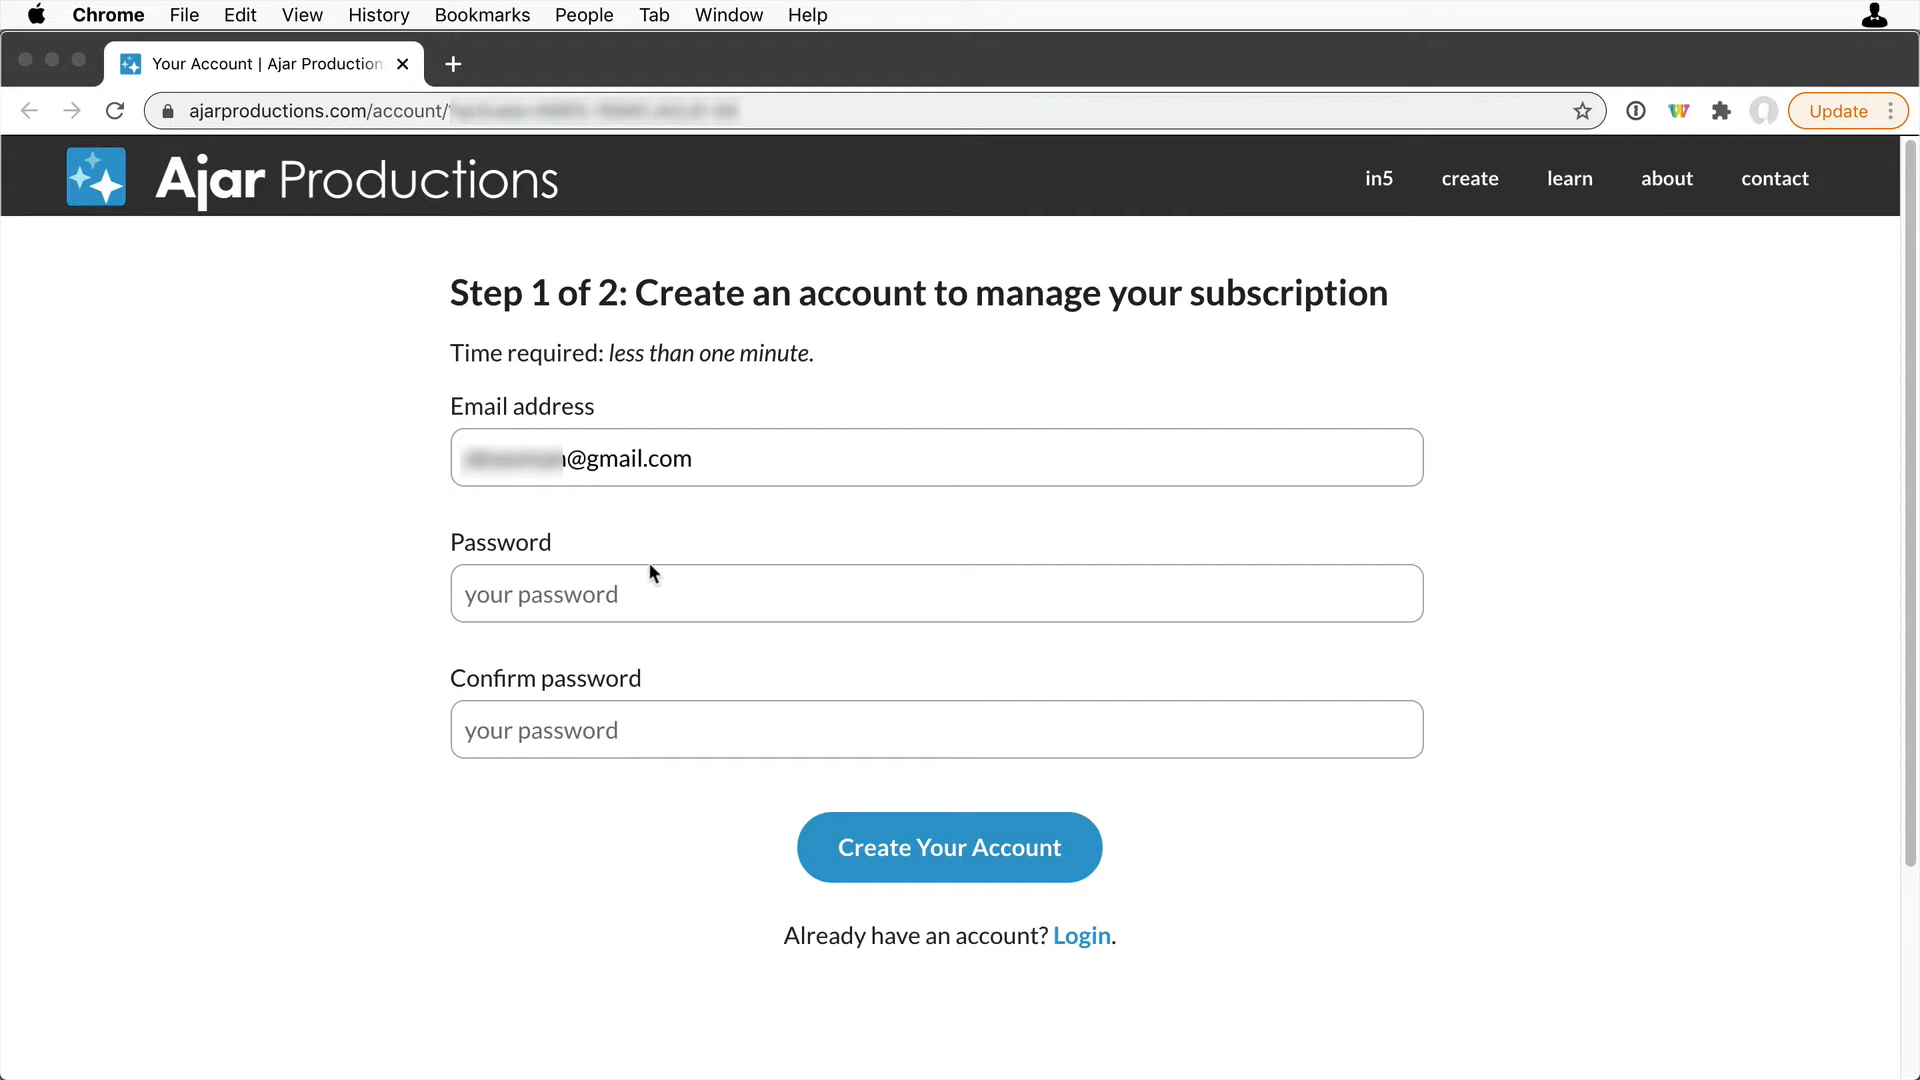 Chrome File Edit View History Bookmarks People Tab Window Help
Your Account | Ajar Production
ajarproductions.com/account/
Update
Ajar Productions
in5 create learn about contact
Step 1 of 2: Create an account to manage your subscription
Time required: less than one minute.
Email address
@gmail.com
Password
your password
Confirm password
your password
Create Your Account
Already have an account? Login.